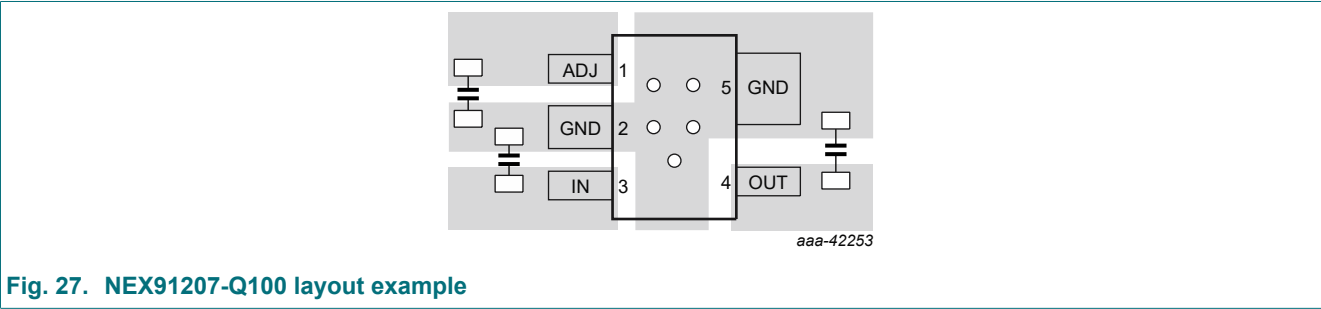 ADJ 1
5 GND
GND 2
IN 3
4 OUT
aaa-42253
Fig. 27. NEX91207-Q100 layout example